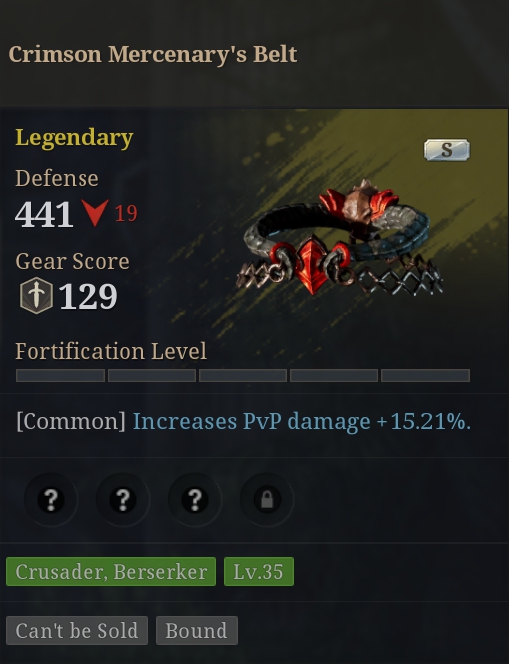 Crimson Mercenary's Belt
Legendary
S
Defense
441 19
Gear Score
129
Fortification Level
[Common] Increases PvP damage +15.21%.
? ? ?
Crusader, Berserker Lv.35
Can't be Sold Bound